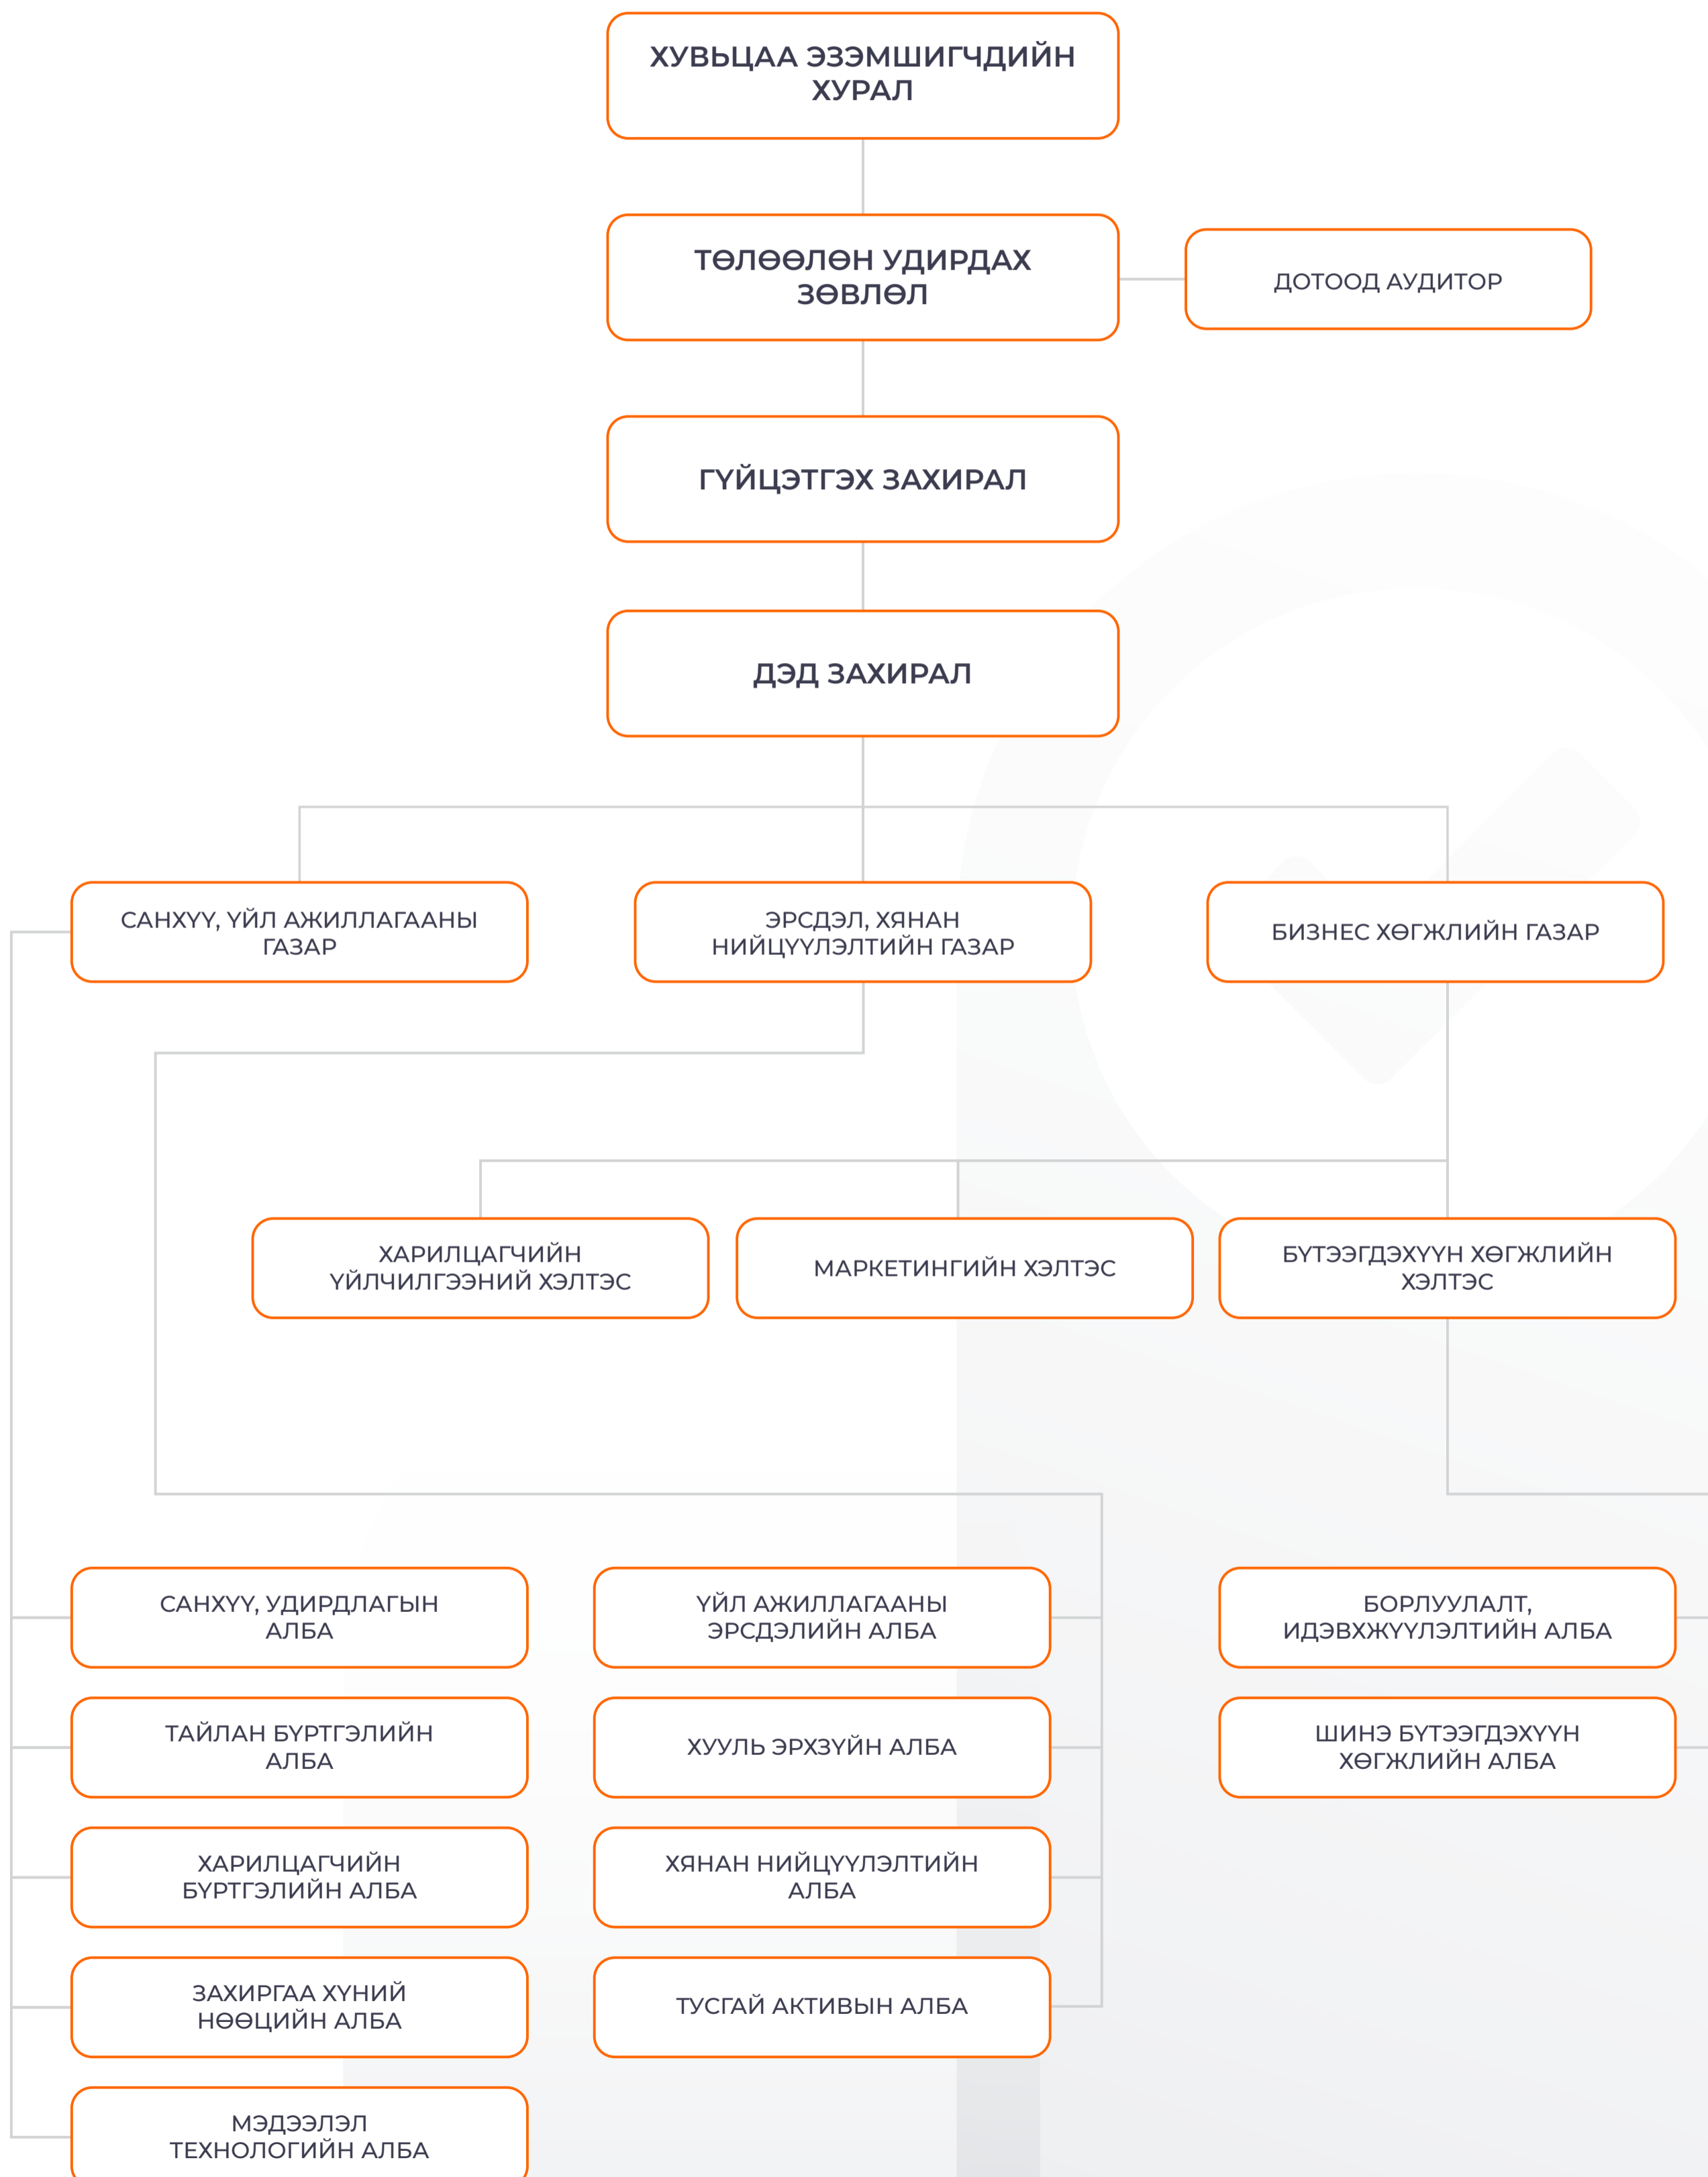 ХУВЬЦАА ЭЗЭМШИГЧДИЙН
ХУРАЛ
ТӨЛӨӨЛӨН УДИРДАХ
ЗӨВЛӨЛ
ДОТООД АУДИТОР
ГҮЙЦЭТГЭХ ЗАХИРАЛ
ДЭД ЗАХИРАЛ
САНХҮҮ, ҮЙЛ АЖИЛЛАГААНЫ
ГАЗАР
ЭРСДЭЛ, ХЯНАН
НИЙЦҮҮЛЭЛТИЙН ГАЗАР
БИЗНЕС ХӨГЖЛИЙН ГАЗАР
ХАРИЛЦАГЧИЙН
ҮЙЛЧИЛГЭЭНИЙ ХЭЛТЭС
МАРКЕТИНГИЙН ХЭЛТЭС
БҮТЭЭГДЭХҮҮН ХӨГЖЛИЙН
ХЭЛТЭС
САНХҮҮ, УДИРДЛАГЫН
АЛБА
ҮЙЛ АЖИЛЛАГААНЫ
ЭРСДЭЛИЙН АЛБА
БОРЛУУЛАЛТ,
ИДЭВХЖҮҮЛЭЛТИЙН АЛБА
ТАЙЛАН БҮРТГЭЛИЙН
АЛБА
ХУУЛЬ ЭРХЗҮЙН АЛБА
ШИНЭ БҮТЭЭГДЭХҮҮН
ХӨГЖЛИЙН АЛБА
ХАРИЛЦАГЧИЙН
БҮРТГЭЛИЙН АЛБА
ХЯНАН НИЙЦҮҮЛЭЛТИЙН
АЛБА
ЗАХИРГАА ХҮНИЙ
НӨӨЦИЙН АЛБА
ТУСГАЙ АКТИВЫН АЛБА
МЭДЭЭЛЭЛ
ТЕХНОЛОГИЙН АЛБА